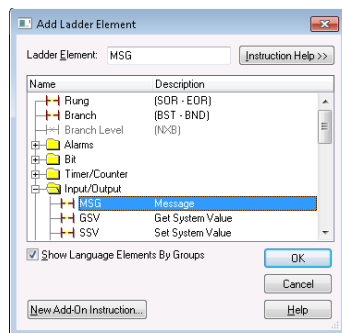 Add Ladder Element
Ladder Element: MSG Instruction Help >>
Name Description
Rung (SOR - EOR)
Branch (BST - BND)
Branch Level (NXB)
Alarms
Bit
Timer/Counter
Input/Output
MSG Message
GSV Get System Value
SSV Set System Value
Show Language Elements By Groups
OK
Cancel
New Add-On Instruction... Help